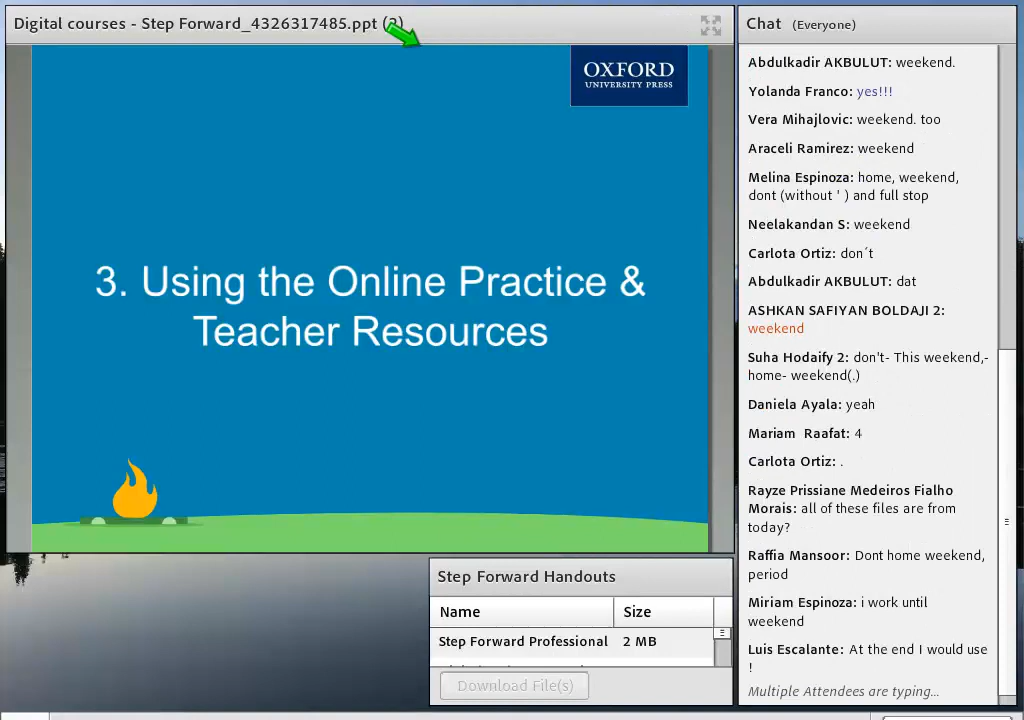 Digital courses - Step Forward_4326317485.ppt (2)
OXFORD
UNIVERSITY PRESS
3. Using the Online Practice &
Teacher Resources
Step Forward Handouts
Name Size
Step Forward Professional 2 MB
Download File(s)
Chat (Everyone)
Abdulkadir AKBULUT: weekend.
Yolanda Franco: yes!!!
Vera Mihajlovic: weekend. too
Araceli Ramirez: weekend
Melina Espinoza: home, weekend,
dont (without ' ) and full stop
Neelakandan S: weekend
Carlota Ortiz: don´t
Abdulkadir AKBULUT: dat
ASHKAN SAFIYAN BOLDAJI 2:
weekend
Suha Hodaify 2: don't- This weekend,-
home- weekend(.)
Daniela Ayala: yeah
Mariam  Raafat: 4
Carlota Ortiz: .
Rayze Prissiane Medeiros Fialho
Morais: all of these files are from
today?
Raffia Mansoor: Dont home weekend,
period
Miriam Espinoza: i work until
weekend
Luis Escalante: At the end I would use
!
Multiple Attendees are typing...